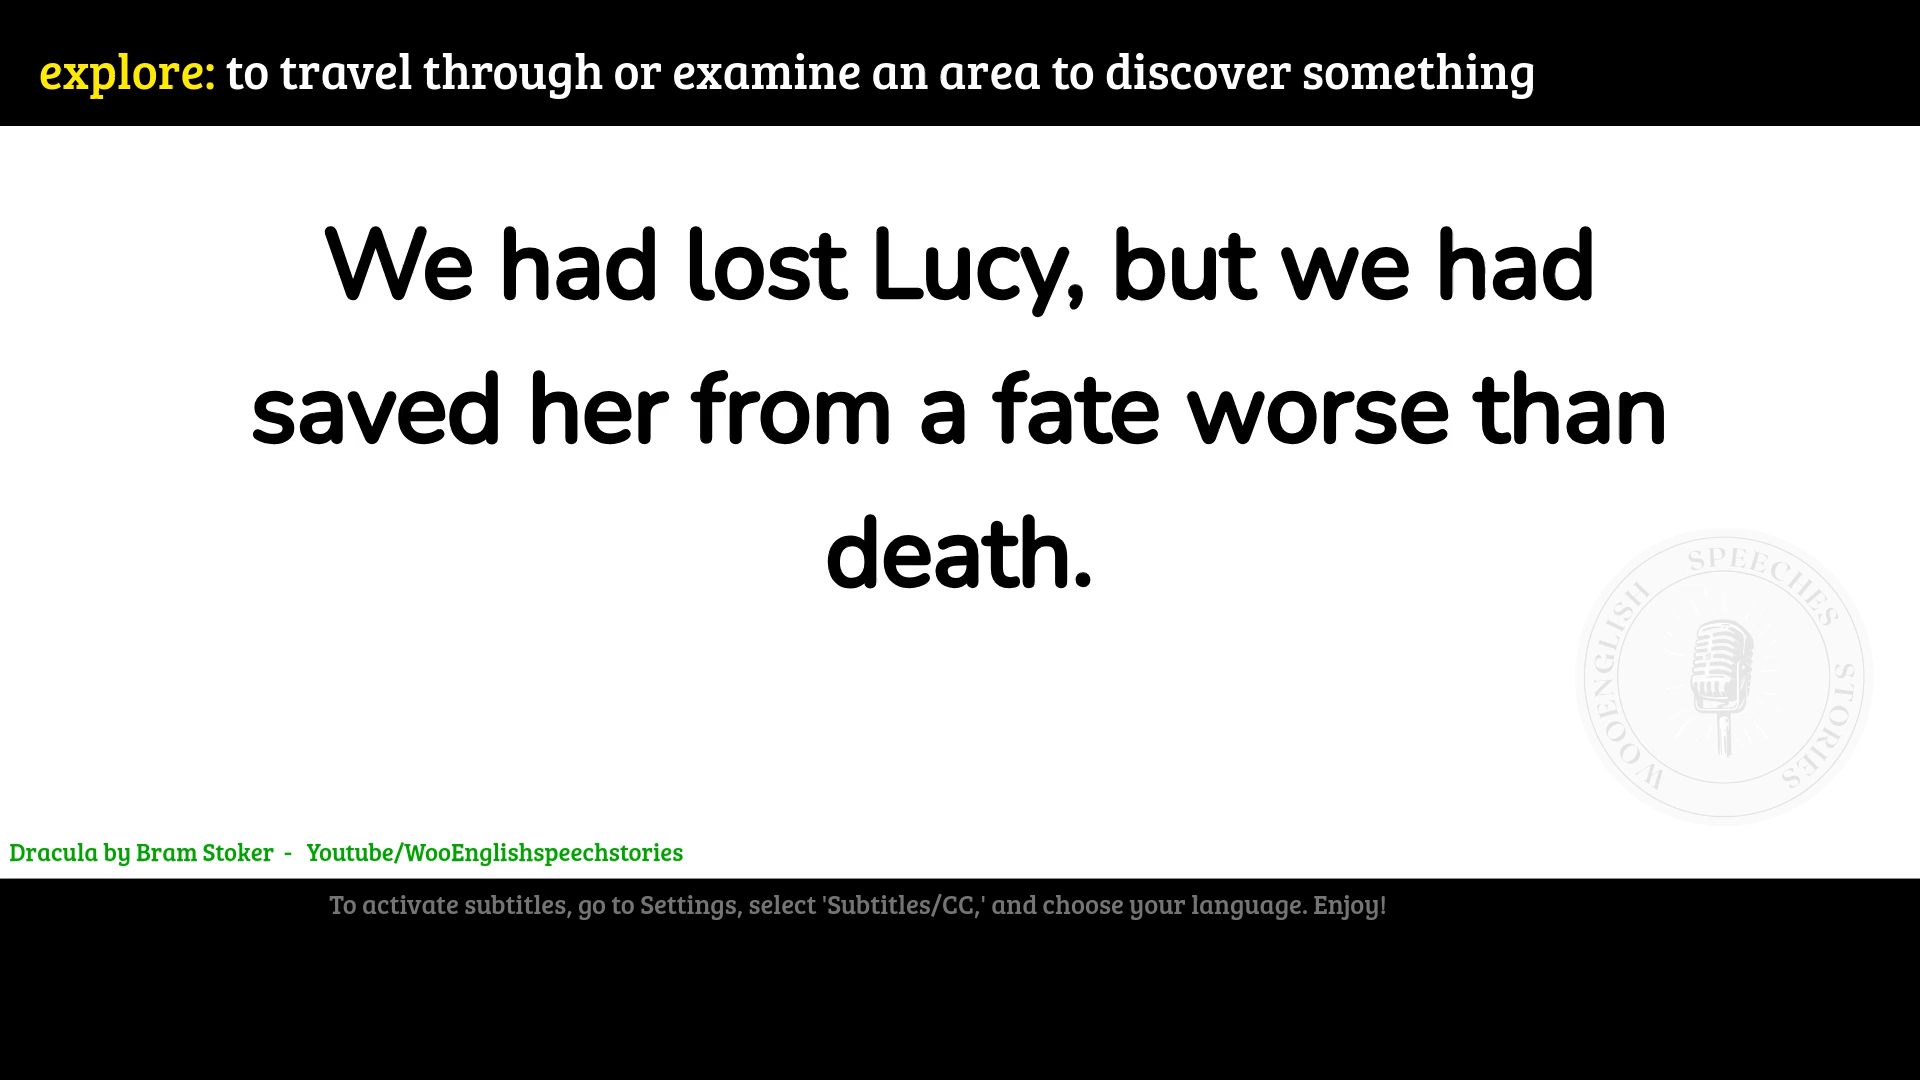 explore: to travel through or examine an area to discover something
We had lost Lucy, but we had
saved her from a fate worse than
death.
WOOENGLISH SPEECHES STORIES
Dracula by Bram Stoker - Youtube/WooEnglishspeechstories
To activate subtitles, go to Settings, select 'Subtitles/CC,' and choose your language. Enjoy!